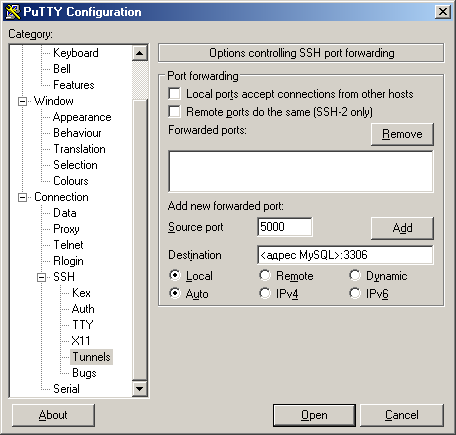 PuTTY Configuration
Category:
Keyboard
Bell
Features
Window
Appearance
Behaviour
Translation
Selection
Colours
Connection
Data
Proxy
Telnet
Rlogin
SSH
Kex
Auth
TTY
X11
Tunnels
Bugs
Serial
Options controlling SSH port forwarding
Port forwarding
Local ports accept connections from other hosts
Remote ports do the same (SSH-2 only)
Forwarded ports:
Remove
Add new forwarded port:
Source port 5000 Add
Destination <адрес MySQL>:3306
Local Remote Dynamic
Auto IPv4 IPv6
About Open Cancel